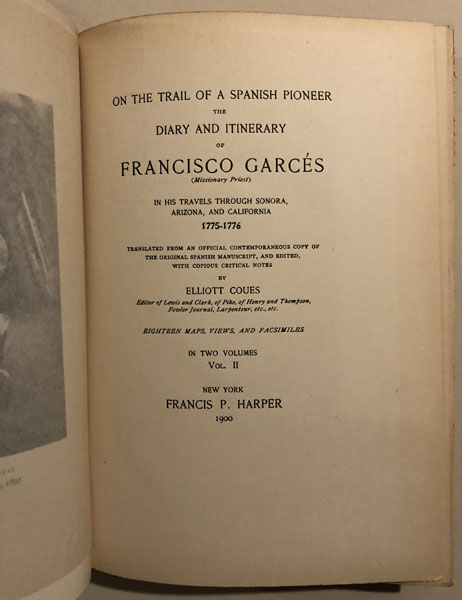 ON THE TRAIL OF A SPANISH PIONEER
THE
DIARY AND ITINERARY
OF
FRANCISCO GARCÉS
(Missionary Priest)
IN HIS TRAVELS THROUGH SONORA,
ARIZONA, AND CALIFORNIA
1775-1776
TRANSLATED FROM AN OFFICIAL CONTEMPORANEOUS COPY OF
THE ORIGINAL SPANISH MANUSCRIPT, AND EDITED,
WITH COPIOUS CRITICAL NOTES
BY
ELLIOTT COUES
Editor of Lewis and Clark, of Pike, of Henry and Thompson,
Fowler Journal, Larpenteur, etc., etc.
EIGHTEEN MAPS, VIEWS, AND FACSIMILES
IN TWO VOLUMES
VOL. II
NEW YORK
FRANCIS P. HARPER
1900